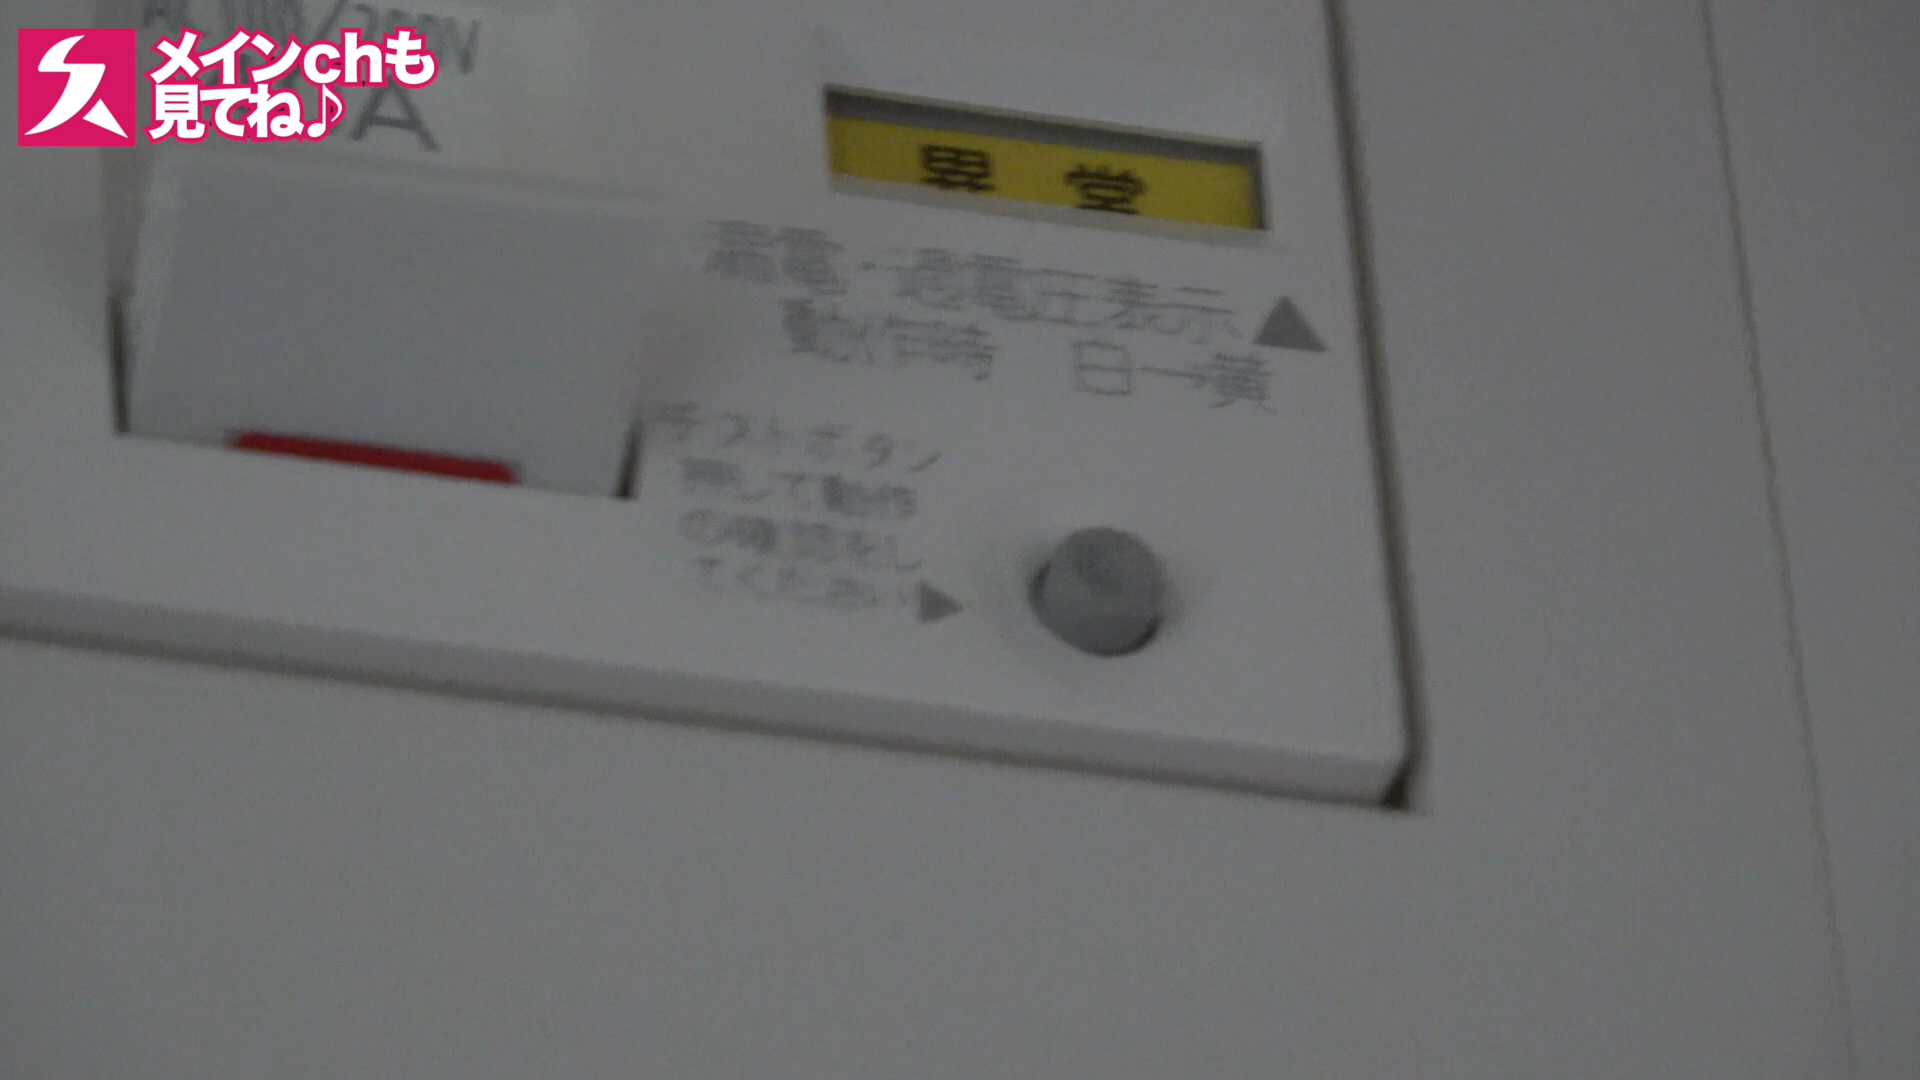 メインchも
見てね♪
AC100/200V
A
異常
漏電・過電圧表示
動作時 白→黄
テストボタン
押して動作
の確認をし
てください